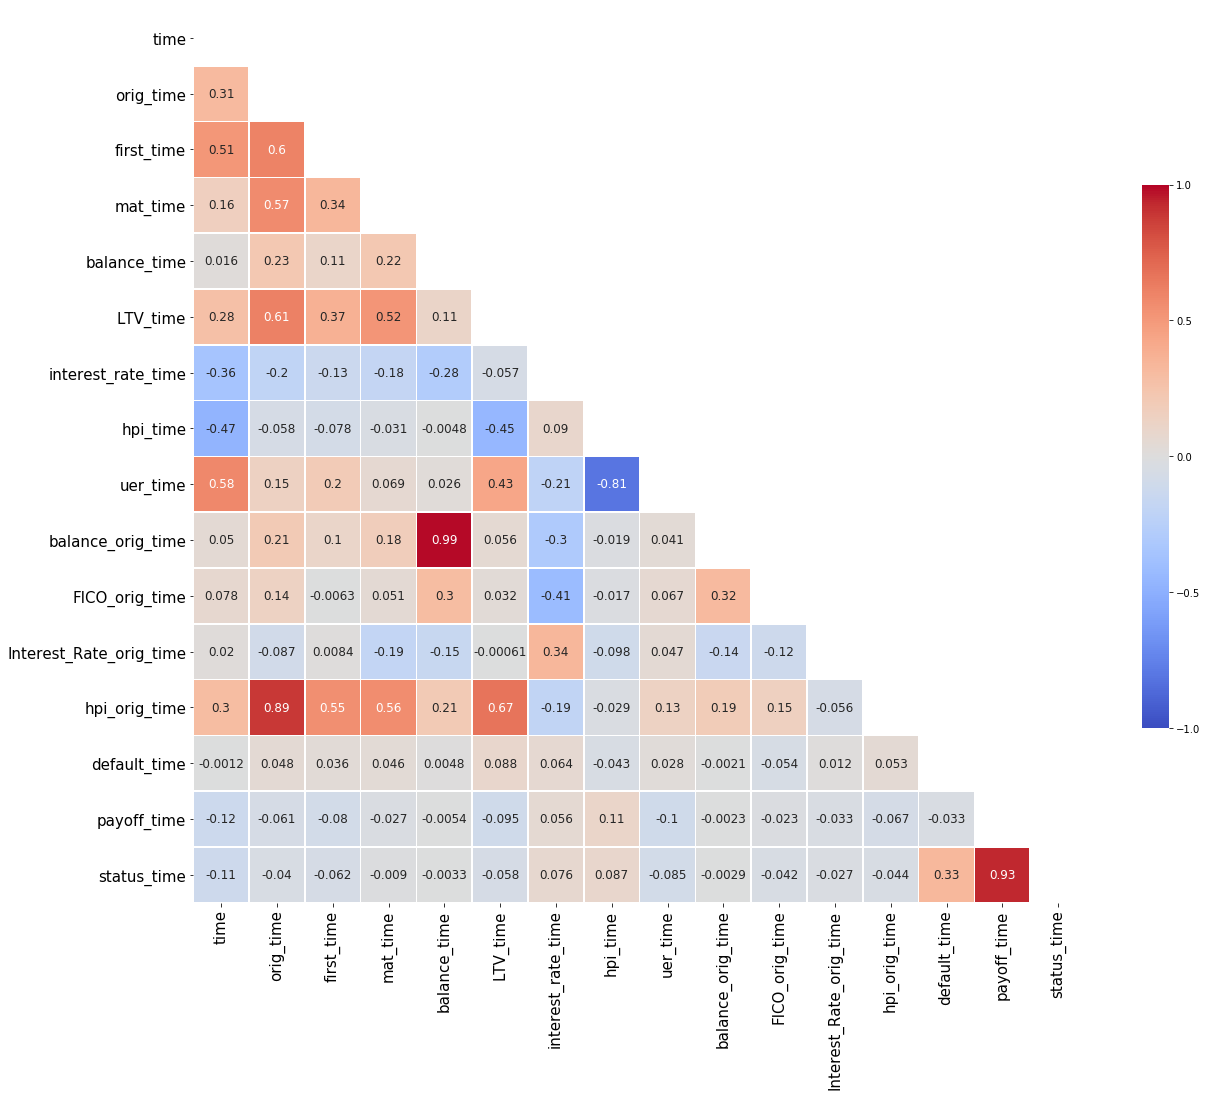 time
orig_time 0.31
first_time 0.51 0.6
mat_time 0.16 0.57 0.34
balance_time 0.016 0.23 0.11 0.22
LTV_time 0.28 0.61 0.37 0.52 0.11
interest_rate_time -0.36 -0.2 -0.13 -0.18 -0.28 -0.057
hpi_time -0.47 -0.058 -0.078 -0.031 -0.0048 -0.45 0.09
uer_time 0.58 0.15 0.2 0.069 0.026 0.43 -0.21 -0.81
balance_orig_time 0.05 0.21 0.1 0.18 0.99 0.056 -0.3 -0.019 0.041
FICO_orig_time 0.078 0.14 -0.0063 0.051 0.3 0.032 -0.41 -0.017 0.067 0.32
Interest_Rate_orig_time 0.02 -0.087 0.0084 -0.19 -0.15 -0.00061 0.34 -0.098 0.047 -0.14 -0.12
hpi_orig_time 0.3 0.89 0.55 0.56 0.21 0.67 -0.19 -0.029 0.13 0.19 0.15 -0.056
default_time -0.0012 0.048 0.036 0.046 0.0048 0.088 0.064 -0.043 0.028 -0.0021 -0.054 0.012 0.053
payoff_time -0.12 -0.061 -0.08 -0.027 -0.0054 -0.095 0.056 0.11 -0.1 -0.0023 -0.023 -0.033 -0.067 -0.033
status_time -0.11 -0.04 -0.062 -0.009 -0.0033 -0.058 0.076 0.087 -0.085 -0.0029 -0.042 -0.027 -0.044 0.33 0.93
time
orig_time
first_time
mat_time
balance_time
LTV_time
interest_rate_time
hpi_time
uer_time
balance_orig_time
FICO_orig_time
Interest_Rate_orig_time
hpi_orig_time
default_time
payoff_time
status_time
1.0
0.5
0.0
−0.5
−1.0